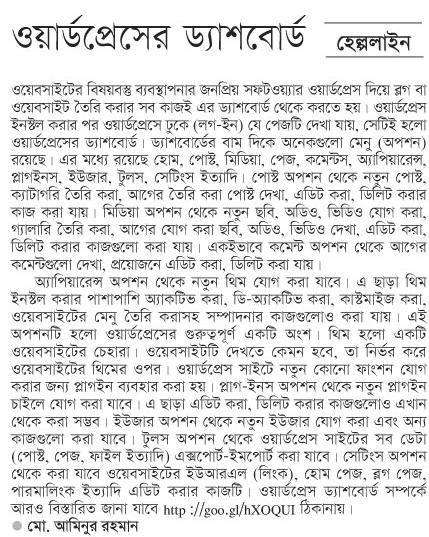 ওয়ার্ডপ্রেসের ড্যাশবোর্ড
হেল্পলাইন
ওয়েবসাইটের বিষয়বস্তু ব্যবস্থাপনার জনপ্রিয় সফটওয়্যার ওয়ার্ডপ্রেস দিয়ে ব্লগ বা
ওয়েবসাইট তৈরি করার সব কাজই এর ড্যাশবোর্ড থেকে করতে হয়। ওয়ার্ডপ্রেস
ইনস্টল করার পর ওয়ার্ডপ্রেসে ঢুকে (লগ-ইন) যে পেজটি দেখা যায়, সেটিই হলো
ওয়ার্ডপ্রেসের ড্যাশবোর্ড। ড্যাশবোর্ডের বাম দিকে অনেকগুলো মেনু (অপশন)
রয়েছে। এর মধ্যে রয়েছে হোম, পোস্ট, মিডিয়া, পেজ, কমেন্টস, অ্যাপিয়ারেন্স,
প্লাগইনস, ইউজার, টুলস, সেটিংস ইত্যাদি। পোস্ট অপশন থেকে নতুন পোস্ট,
ক্যাটাগরি তৈরি করা, আগের তৈরি করা পোস্ট দেখা, এডিট করা, ডিলিট করার
কাজ করা যায়। মিডিয়া অপশন থেকে নতুন ছবি, অডিও, ভিডিও যোগ করা,
গ্যালারি তৈরি করা, আগের যোগ করা ছবি, অডিও, ভিডিও দেখা, এডিট করা,
ডিলিট করার কাজগুলো করা যায়। একইভাবে কমেন্ট অপশন থেকে আগের
কমেন্টগুলো দেখা, প্রয়োজনে এডিট করা, ডিলিট করা যায়।
অ্যাপিয়ারেন্স অপশন থেকে নতুন থিম যোগ করা যাবে। এ ছাড়া থিম
ইনস্টল করার পাশাপাশি অ্যাকটিভ করা, ডি-অ্যাকটিভ করা, কাস্টমাইজ করা,
ওয়েবসাইটের মেনু তৈরি করাসহ সম্পাদনার কাজগুলোও করা যায়। এই
অপশনটি হলো ওয়ার্ডপ্রেসের গুরুত্বপূর্ণ একটি অংশ। থিম হলো একটি
ওয়েবসাইটের চেহারা। ওয়েবসাইটটি দেখতে কেমন হবে, তা নির্ভর করে
ওয়েবসাইটের থিমের ওপর। ওয়ার্ডপ্রেস সাইটে নতুন কোনো ফাংশন যোগ
করার জন্য প্লাগইন ব্যবহার করা হয়। প্লাগ-ইনস অপশন থেকে নতুন প্লাগইন
চাইলে যোগ করা যাবে। এ ছাড়া এডিট, ডিলিট করার কাজগুলোও এখান
থেকে করা সম্ভব। ইউজার অপশন থেকে নতুন ইউজার যোগ করা এবং অন্য
কাজগুলো করা যাবে। টুলস অপশন থেকে ওয়ার্ডপ্রেস সাইটের সব ডেটা
(পোস্ট, পেজ, ফাইল ইত্যাদি) এক্সপোর্ট-ইমপোর্ট করা যাবে। সেটিংস অপশন
থেকে করা যাবে ওয়েবসাইটের ইউআরএল (লিংক), হোম পেজ, ব্লগ পেজ,
পারমালিংক ইত্যাদি এডিট করার কাজটি। ওয়ার্ডপ্রেস ড্যাশবোর্ড সম্পর্কে
আরও বিস্তারিত জানা যাবে http://goo.gl/hXOQUI ঠিকানায়।
মো. আমিনুর রহমান